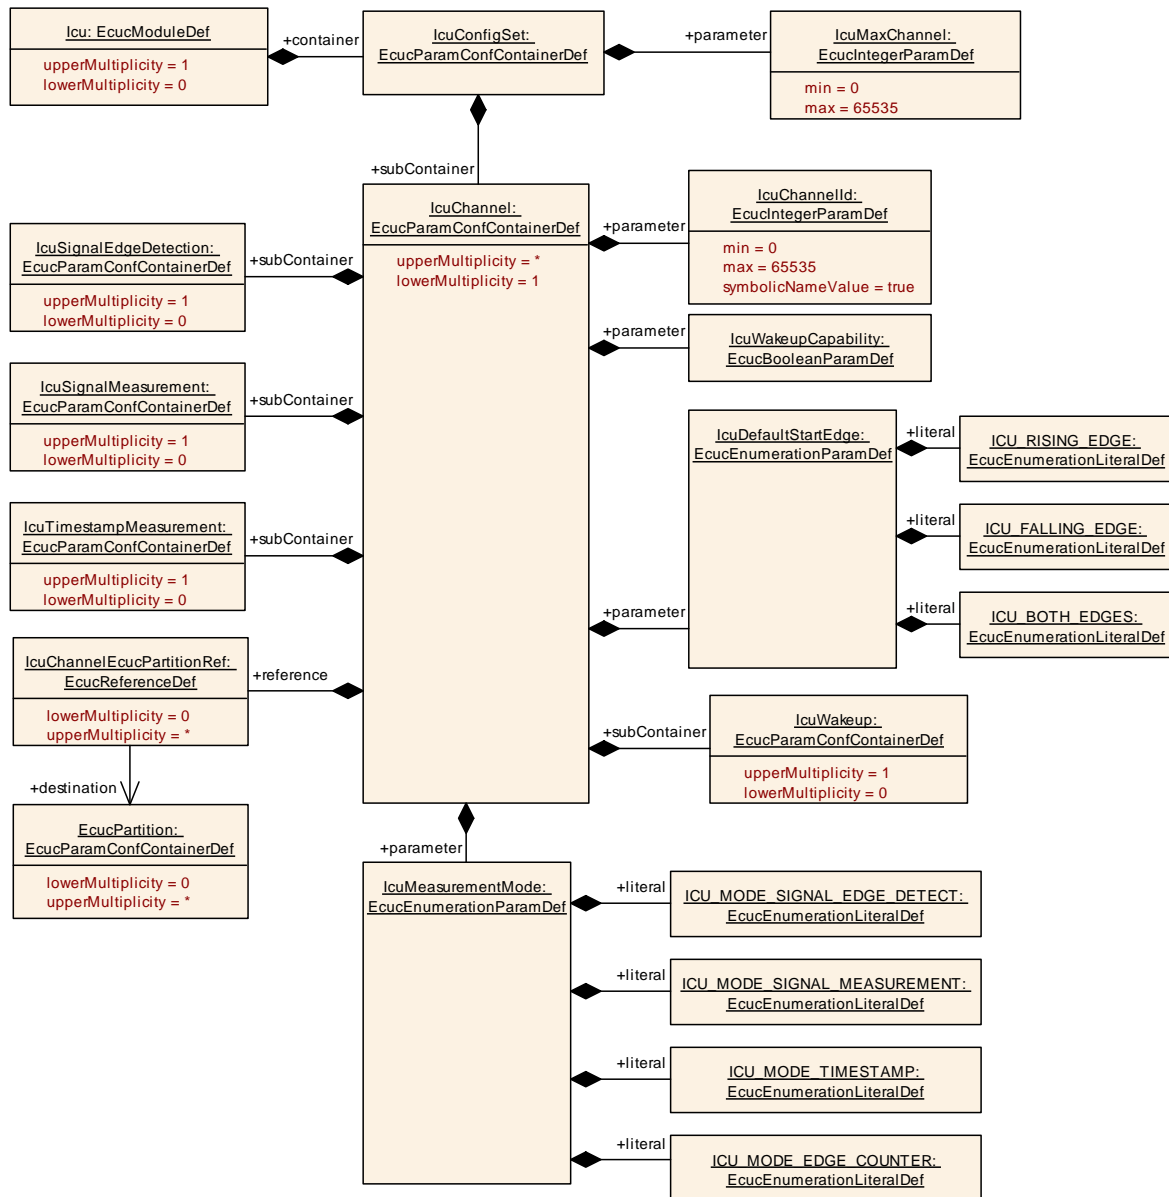 Icu: EcucModuleDef
upperMultiplicity = 1
lowerMultiplicity = 0
+container
IcuConfigSet:
EcucParamConfContainerDef
+parameter
IcuMaxChannel:
EcucIntegerParamDef
min = 0
max = 65535
+subContainer
IcuChannel:
EcucParamConfContainerDef
upperMultiplicity = *
lowerMultiplicity = 1
+parameter
IcuChannelId:
EcucIntegerParamDef
min = 0
max = 65535
symbolicNameValue = true
IcuSignalEdgeDetection:
EcucParamConfContainerDef
upperMultiplicity = 1
lowerMultiplicity = 0
+subContainer
+parameter
IcuWakeupCapability:
EcucBooleanParamDef
IcuSignalMeasurement:
EcucParamConfContainerDef
upperMultiplicity = 1
lowerMultiplicity = 0
+subContainer
IcuDefaultStartEdge:
EcucEnumerationParamDef
+literal
ICU_RISING_EDGE:
EcucEnumerationLiteralDef
IcuTimestampMeasurement:
EcucParamConfContainerDef
upperMultiplicity = 1
lowerMultiplicity = 0
+subContainer
+literal
ICU_FALLING_EDGE:
EcucEnumerationLiteralDef
+parameter
+literal
ICU_BOTH_EDGES:
EcucEnumerationLiteralDef
IcuChannelEcucPartitionRef:
EcucReferenceDef
lowerMultiplicity = 0
upperMultiplicity = *
+reference
+subContainer
IcuWakeup:
EcucParamConfContainerDef
upperMultiplicity = 1
lowerMultiplicity = 0
+destination
EcucPartition:
EcucParamConfContainerDef
lowerMultiplicity = 0
upperMultiplicity = *
+parameter
IcuMeasurementMode:
EcucEnumerationParamDef
+literal
ICU_MODE_SIGNAL_EDGE_DETECT:
EcucEnumerationLiteralDef
+literal
ICU_MODE_SIGNAL_MEASUREMENT:
EcucEnumerationLiteralDef
+literal
ICU_MODE_TIMESTAMP:
EcucEnumerationLiteralDef
+literal
ICU_MODE_EDGE_COUNTER:
EcucEnumerationLiteralDef